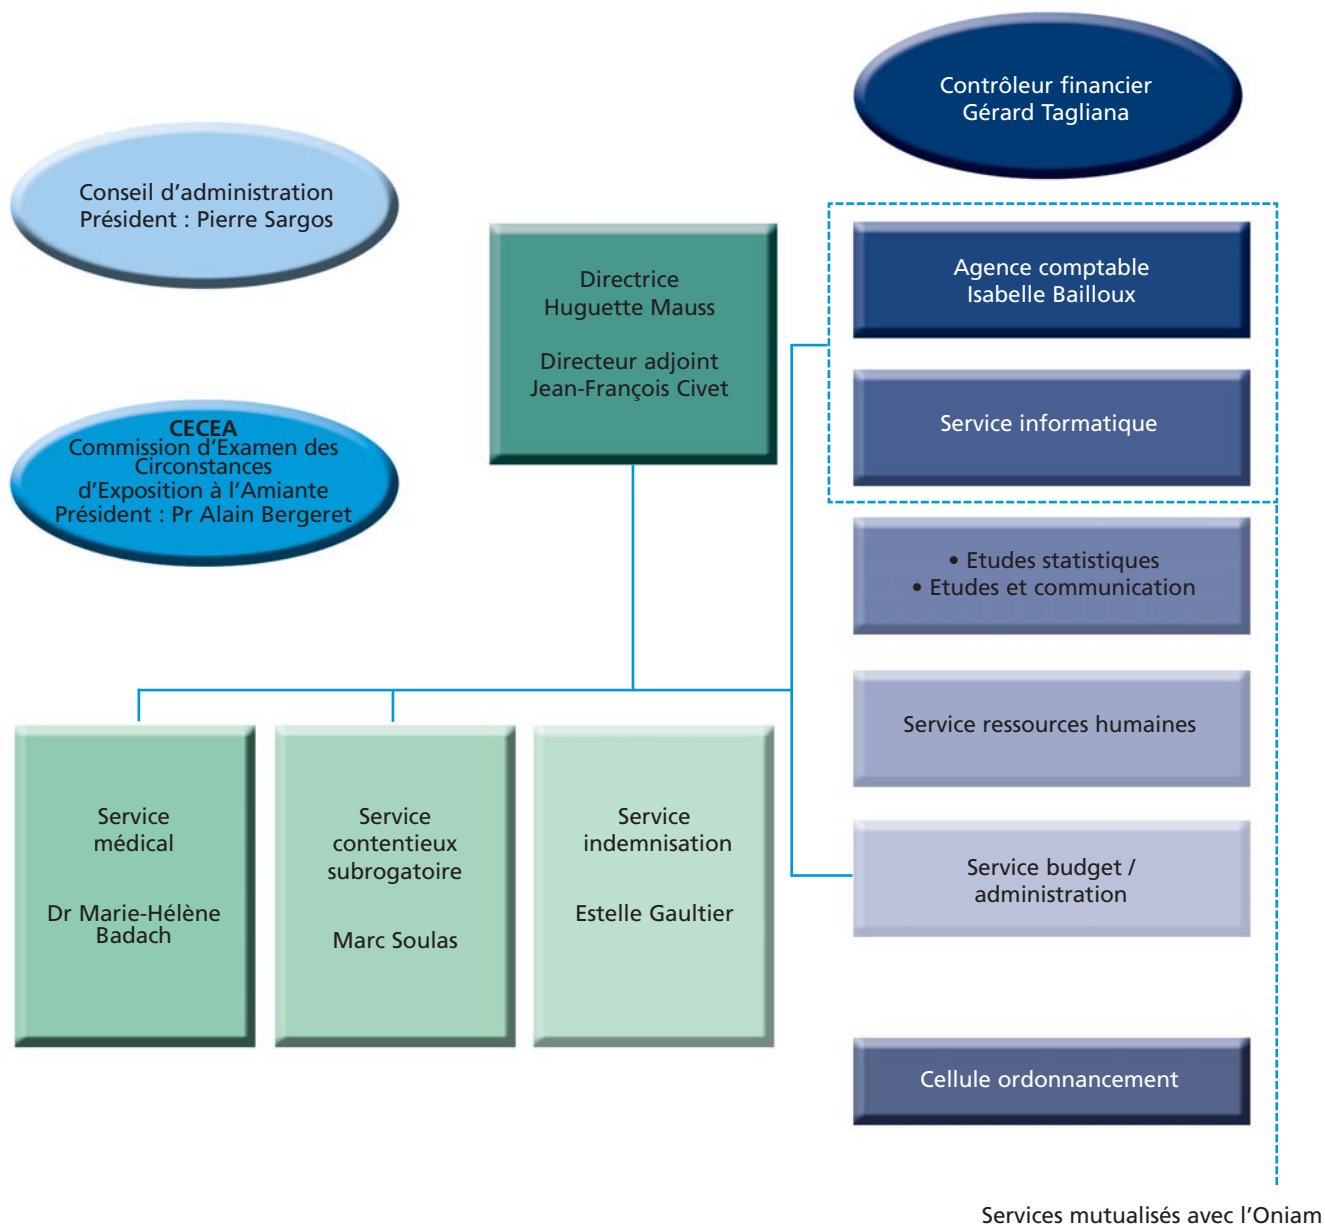 Contrôleur financier
Gérard Tagliana
Conseil d'administration
Président : Pierre Sargos
Directrice
Huguette Mauss
Directeur adjoint
Jean-François Civet
Agence comptable
Isabelle Bailloux
Service informatique
CECEA
Commission d'Examen des
Circonstances
d'Exposition à l'Amiante
Président : Pr Alain Bergeret
• Etudes statistiques
• Etudes et communication
Service ressources humaines
Service
médical
Dr Marie-Hélène
Badach
Service
contentieux
subrogatoire
Marc Soulas
Service
indemnisation
Estelle Gaultier
Service budget /
administration
Cellule ordonnancement
Services mutualisés avec l'Oniam